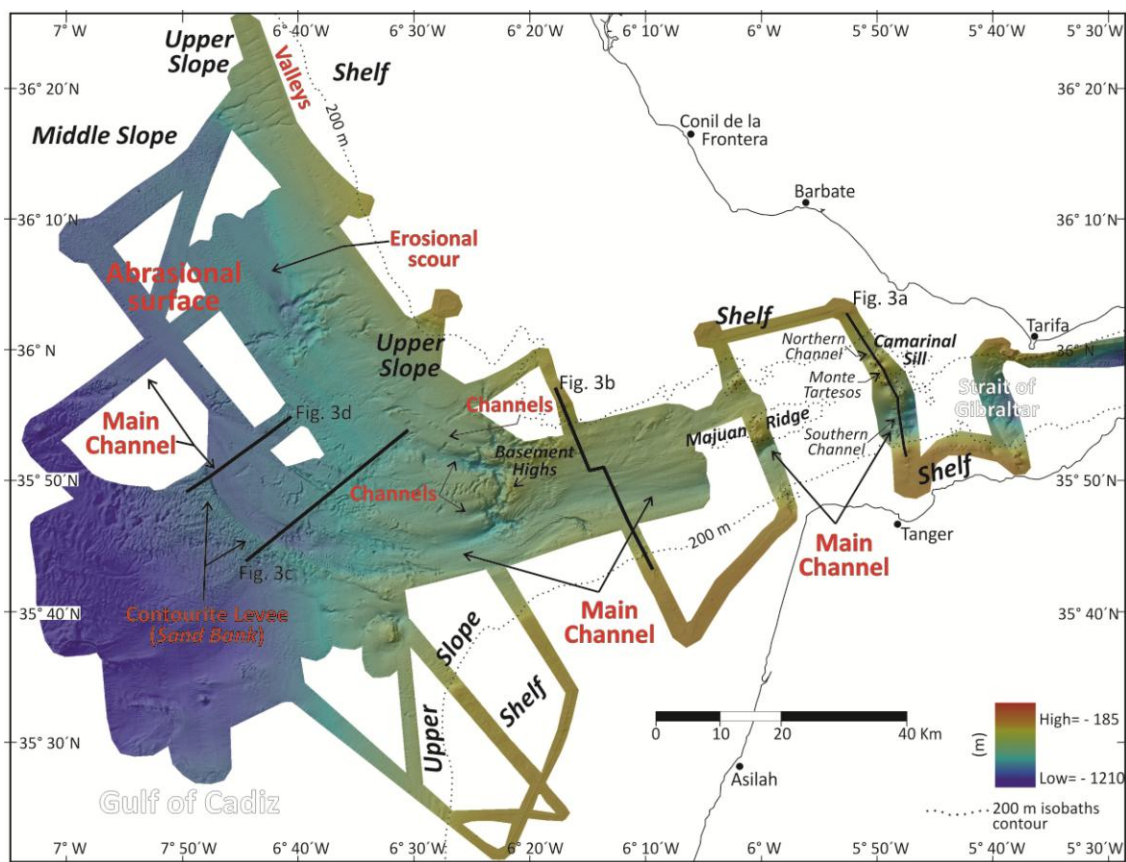 7° W
6° 50´
6° 40´
6° 30´
6° 20´
6° 10´
6° W
5° 50´
5° 40´
5° 30´
Upper
Slope
Valleys
Shelf
36° 20´N
36° 20´N
200 m
Middle Slope
Conil de la
Frontera
Barbate
36° 10´N
36° 10´N
Erosional
scour
Abrasional
surface
Fig. 3a
Shelf
Tarifa
Northern
Channel
Camarinal
Sill
36° N
36° N
Upper
Slope
Monte
Tartesos
Strait of
Gibraltar
Fig. 3b
Channels
Main
Channel
Fig. 3d
Majuan Ridge
Southern
Channel
Basement
Highs
Shelf
35° 50´N
35° 50´N
Channels
200 m
Tanger
Main
Channel
Fig. 3c
Contourite Levee
(Sand Bank)
Main
Channel
35° 40´N
35° 40´N
Slope
Shelf
Upper
0 10 20 40 Km
High= - 185
(m)
Low= - 1210
35° 30´N
Asilah
Gulf of Cadiz
200 m isobaths
contour
7° W
6° 50´
6° 40´
6° 30´
6° 20´
6° 10´
6° W
5° 50´
5° 40´
5° 30´